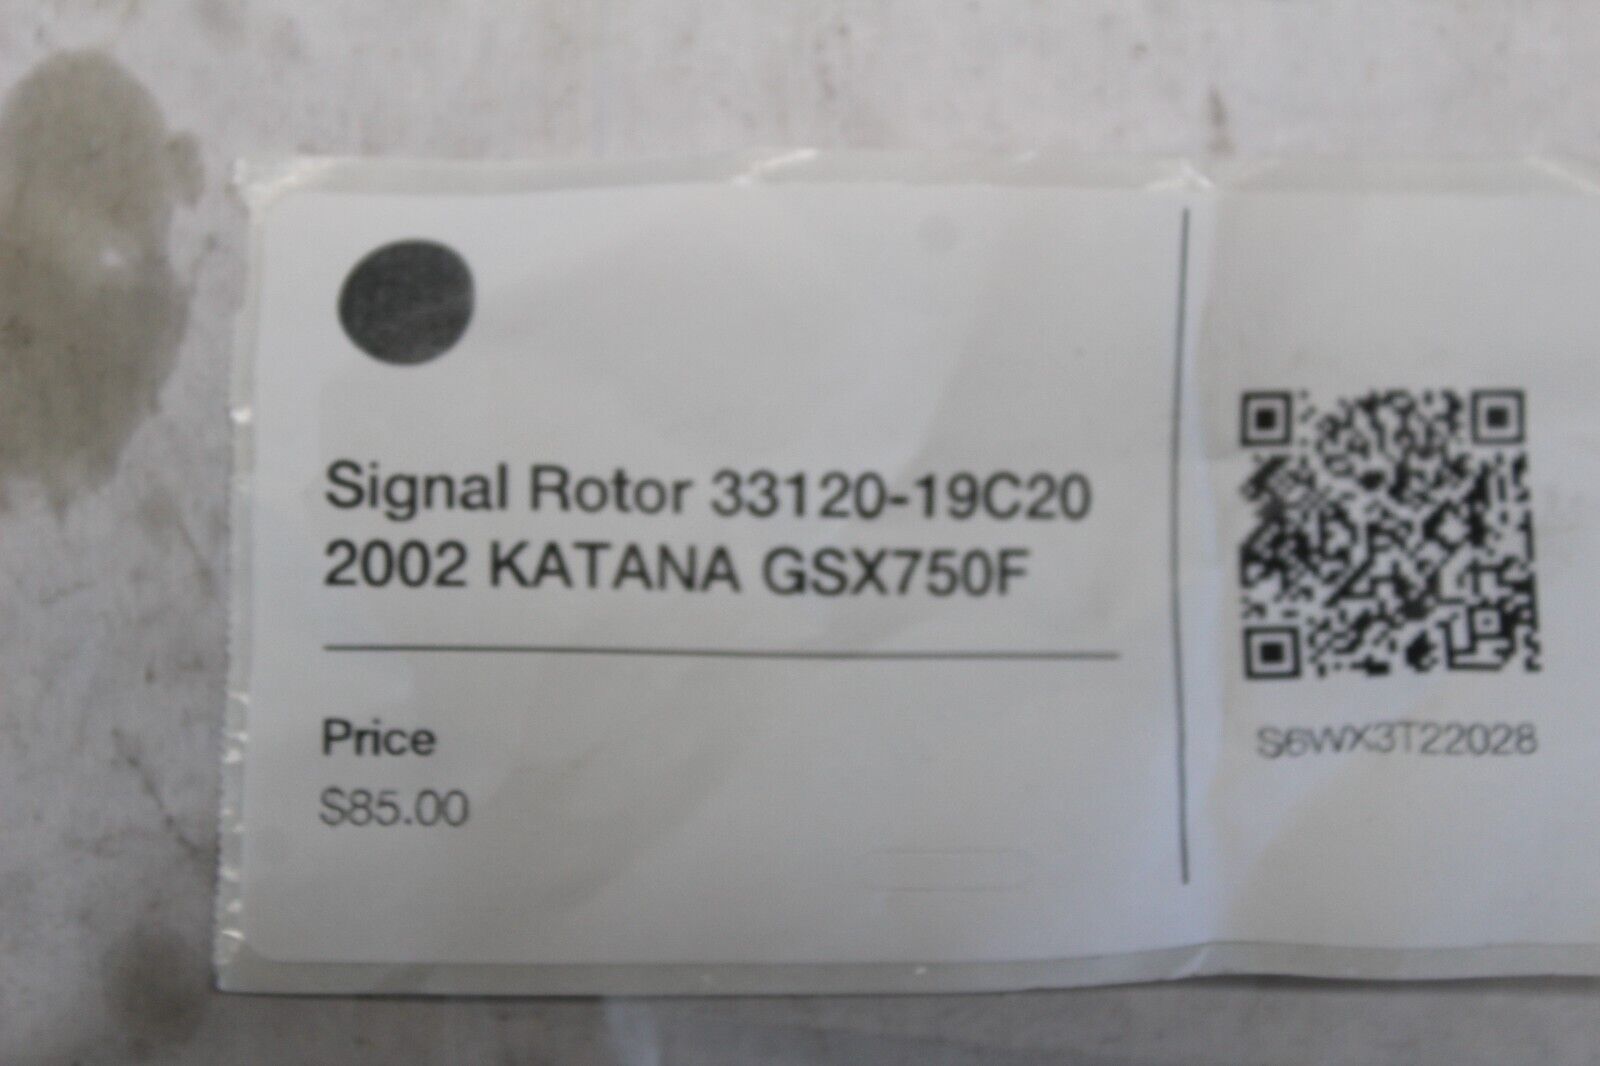 Signal Rotor 33120-19C20
2002 KATANA GSX750F
Price
$85.00
S6WX3T22028